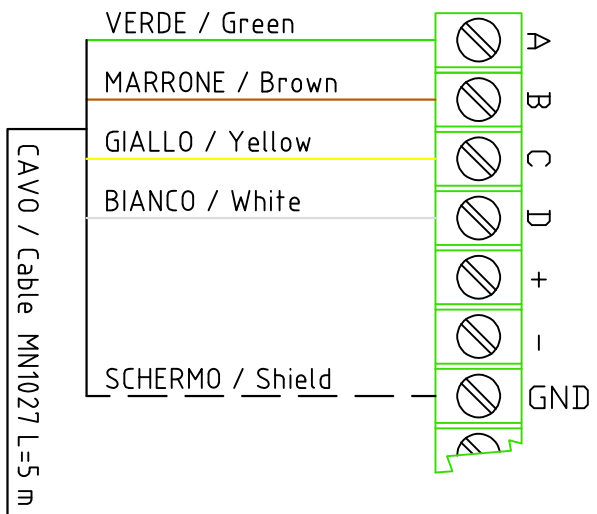 VERDE / Green
A
MARRONE / Brown
B
GIALLO / Yellow
C
BIANCO / White
D
+
-
SCHERMO / Shield
GND
CAVO / Cable MN1027 L=5 m